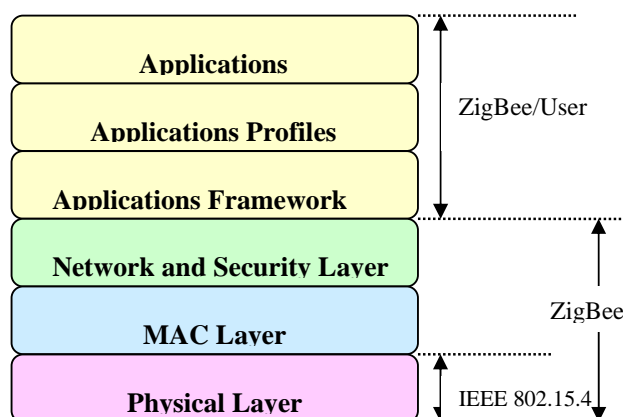 Applications
ZigBee/User
Applications Profiles
Applications Framework
Network and Security Layer
ZigBee
MAC Layer
Physical Layer
IEEE 802.15.4